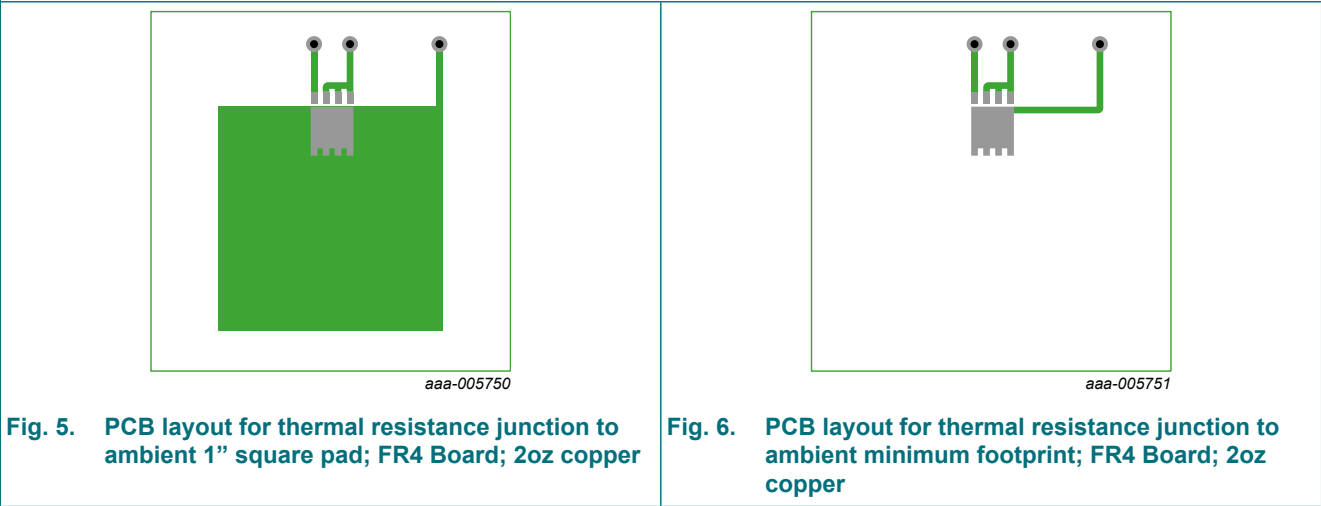 aaa-005750
Fig. 5. PCB layout for thermal resistance junction to
ambient 1” square pad; FR4 Board; 2oz copper
aaa-005751
Fig. 6. PCB layout for thermal resistance junction to
ambient minimum footprint; FR4 Board; 2oz
copper